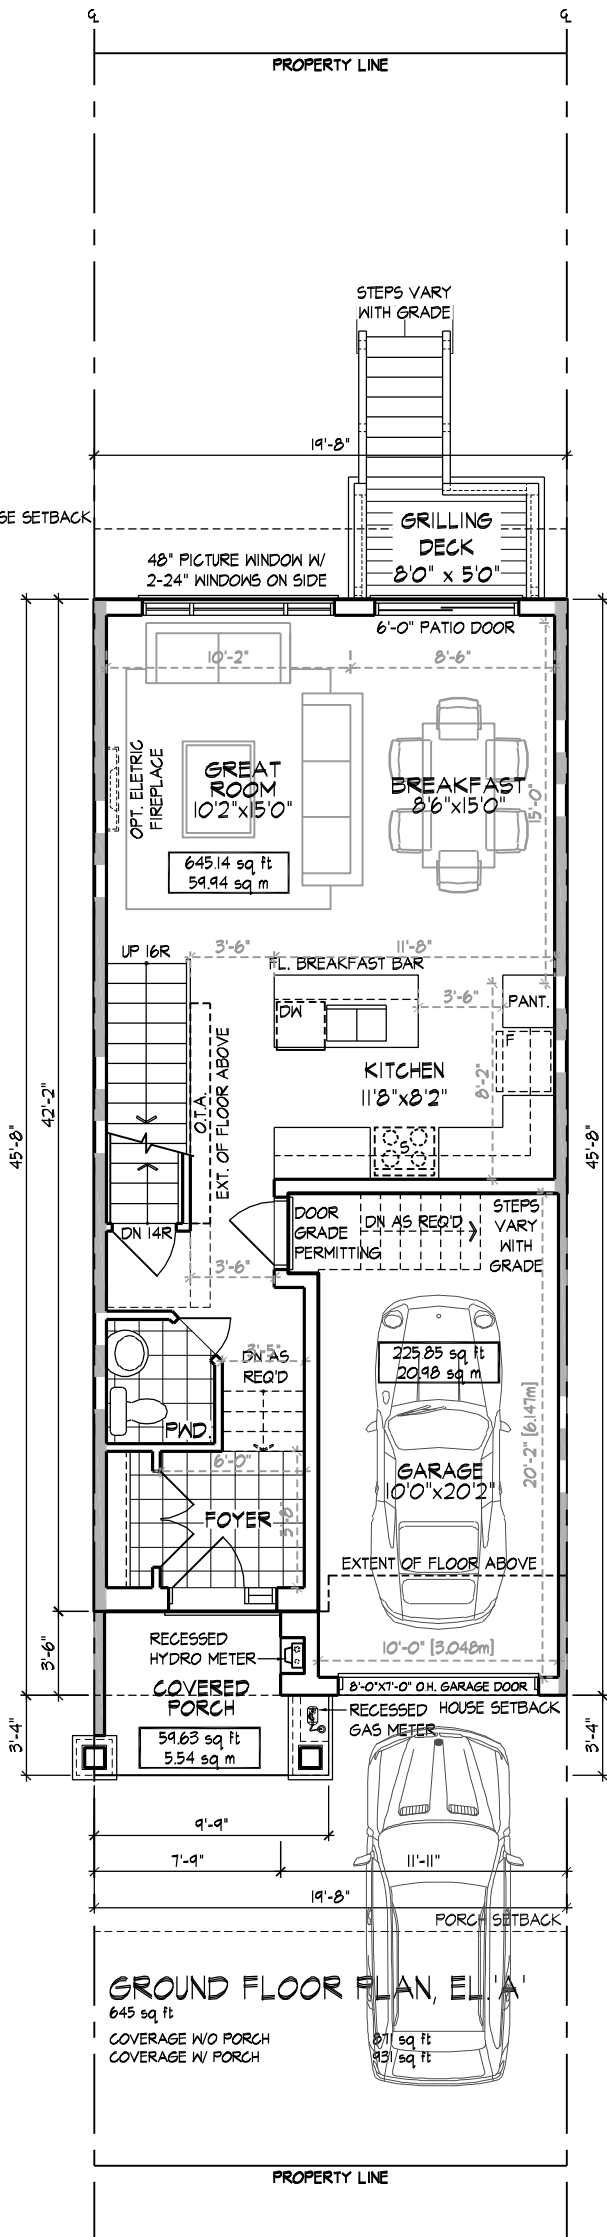 ℄ ℄
PROPERTY LINE
STEPS VARY
WITH GRADE
19'-8"
SE SETBACK
GRILLING
DECK
8'0" x 5'0"
48" PICTURE WINDOW W/
2-24" WINDOWS ON SIDE
6'-0" PATIO DOOR
10'-2"
8'-6"
OPT. ELETRIC
FIREPLACE
GREAT
ROOM
10'2"x15'0"
BREAKFAST
8'6"x15'0"
15'-0"
645.14 sq ft
59.94 sq m
UP 16R
3'-6"
11'-8"
FL. BREAKFAST BAR
3'-6"
PANT.
DW
F
KITCHEN
11'8"x8'2"
8'-2"
O.T.A.
EXT. OF FLOOR ABOVE
42'-2"
45'-8"
45'-8"
S
DN 14R
DOOR
GRADE
PERMITTING
DN AS REQ'D
STEPS
VARY
WITH
GRADE
3'-6"
3'-5"
DN AS
REQ'D
225.85 sq ft
20.98 sq m
PWD.
20'-2" [6.147m]
6'-0"
GARAGE
10'0"x20'2"
FOYER
3'-8"
EXTENT OF FLOOR ABOVE
3'-6"
RECESSED
HYDRO METER
10'-0" [3.048m]
COVERED
PORCH
8'-0"X7'-0" O.H. GARAGE DOOR
HOUSE SETBACK
RECESSED
GAS METER
59.63 sq ft
5.54 sq m
3'-4"
3'-4"
9'-9"
7'-9"
11'-11"
19'-8"
PORCH SETBACK
GROUND FLOOR PLAN, EL.'A'
645 sq ft
COVERAGE W/O PORCH 871 sq ft
COVERAGE W/ PORCH 931 sq ft
PROPERTY LINE